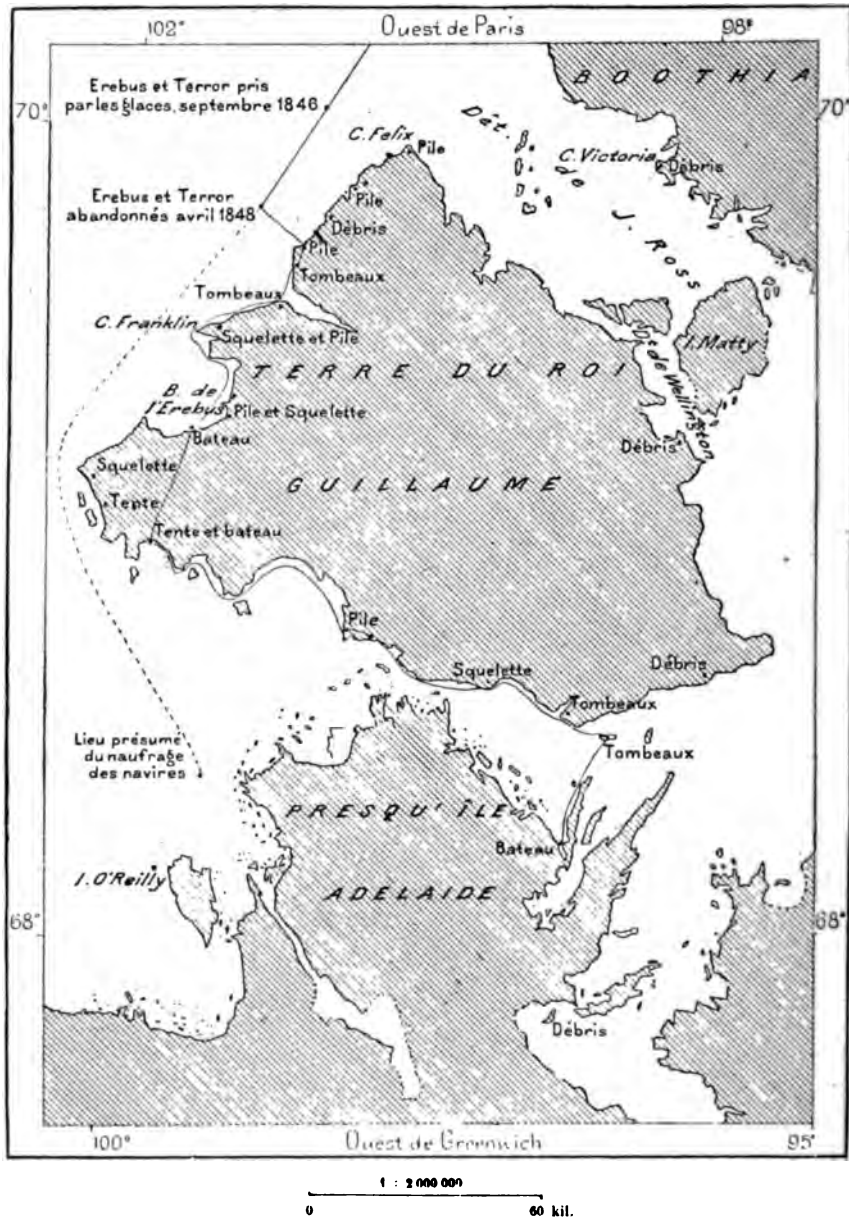 102°
98°
Ouest de Paris
BOOTHIA
Erebus et Terror pris
par les glaces, septembre 1846
70°
70°
C. Felix
Pile
Dét. de J. Ross
C. Victoria
Débris
Erebus et Terror
abandonnés avril 1848
Pile
Débris
Pile
Tombeaux
Tombeaux
C. Franklin
Squelette et Pile
I. Matty
TERRE DU ROI
Dt de Wellington
B. de
l'Erebus
Pile et Squelette
Bateau
Débris
Squelette
GUILLAUME
Tepte
Tente et bateau
Pile
Squelette
Débris
Tombeaux
Lieu présumé
du naufrage
des navires
Tombeaux
PRESQU'ÎLE
Bateau
I. O'Reilly
ADÉLAIDE
68°
68°
Débris
100°
Ouest de Greenwich
95°
1 : 2 000 000
0
60 kil.